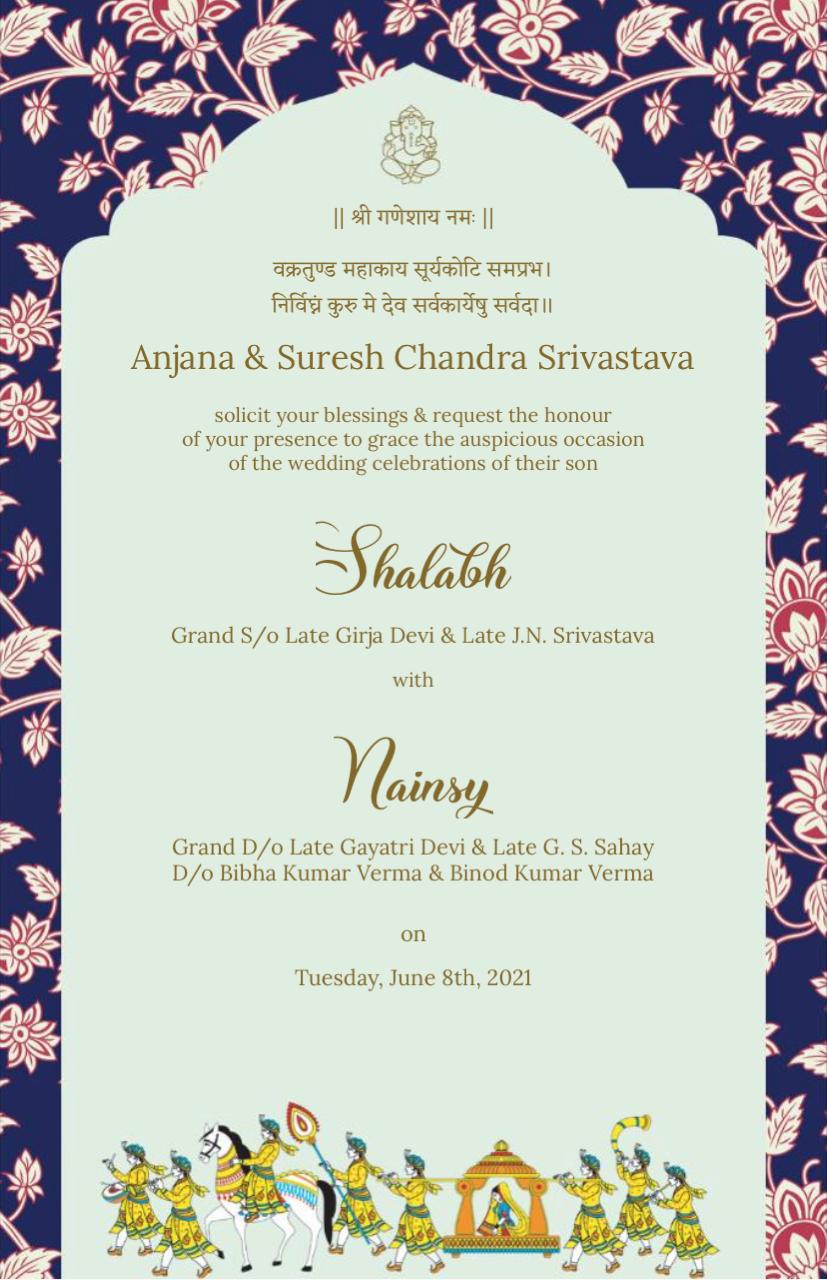 || श्री गणेशाय नमः ||
वक्रतुण्ड महाकाय सूर्यकोटि समप्रभ।
निर्विघ्नं कुरु मे देव सर्वकार्येषु सर्वदा॥
Anjana & Suresh Chandra Srivastava
solicit your blessings & request the honour
of your presence to grace the auspicious occasion
of the wedding celebrations of their son
Shalabh
Grand S/o Late Girja Devi & Late J.N. Srivastava
with
Nainsy
Grand D/o Late Gayatri Devi & Late G. S. Sahay
D/o Bibha Kumar Verma & Binod Kumar Verma
on
Tuesday, June 8th, 2021